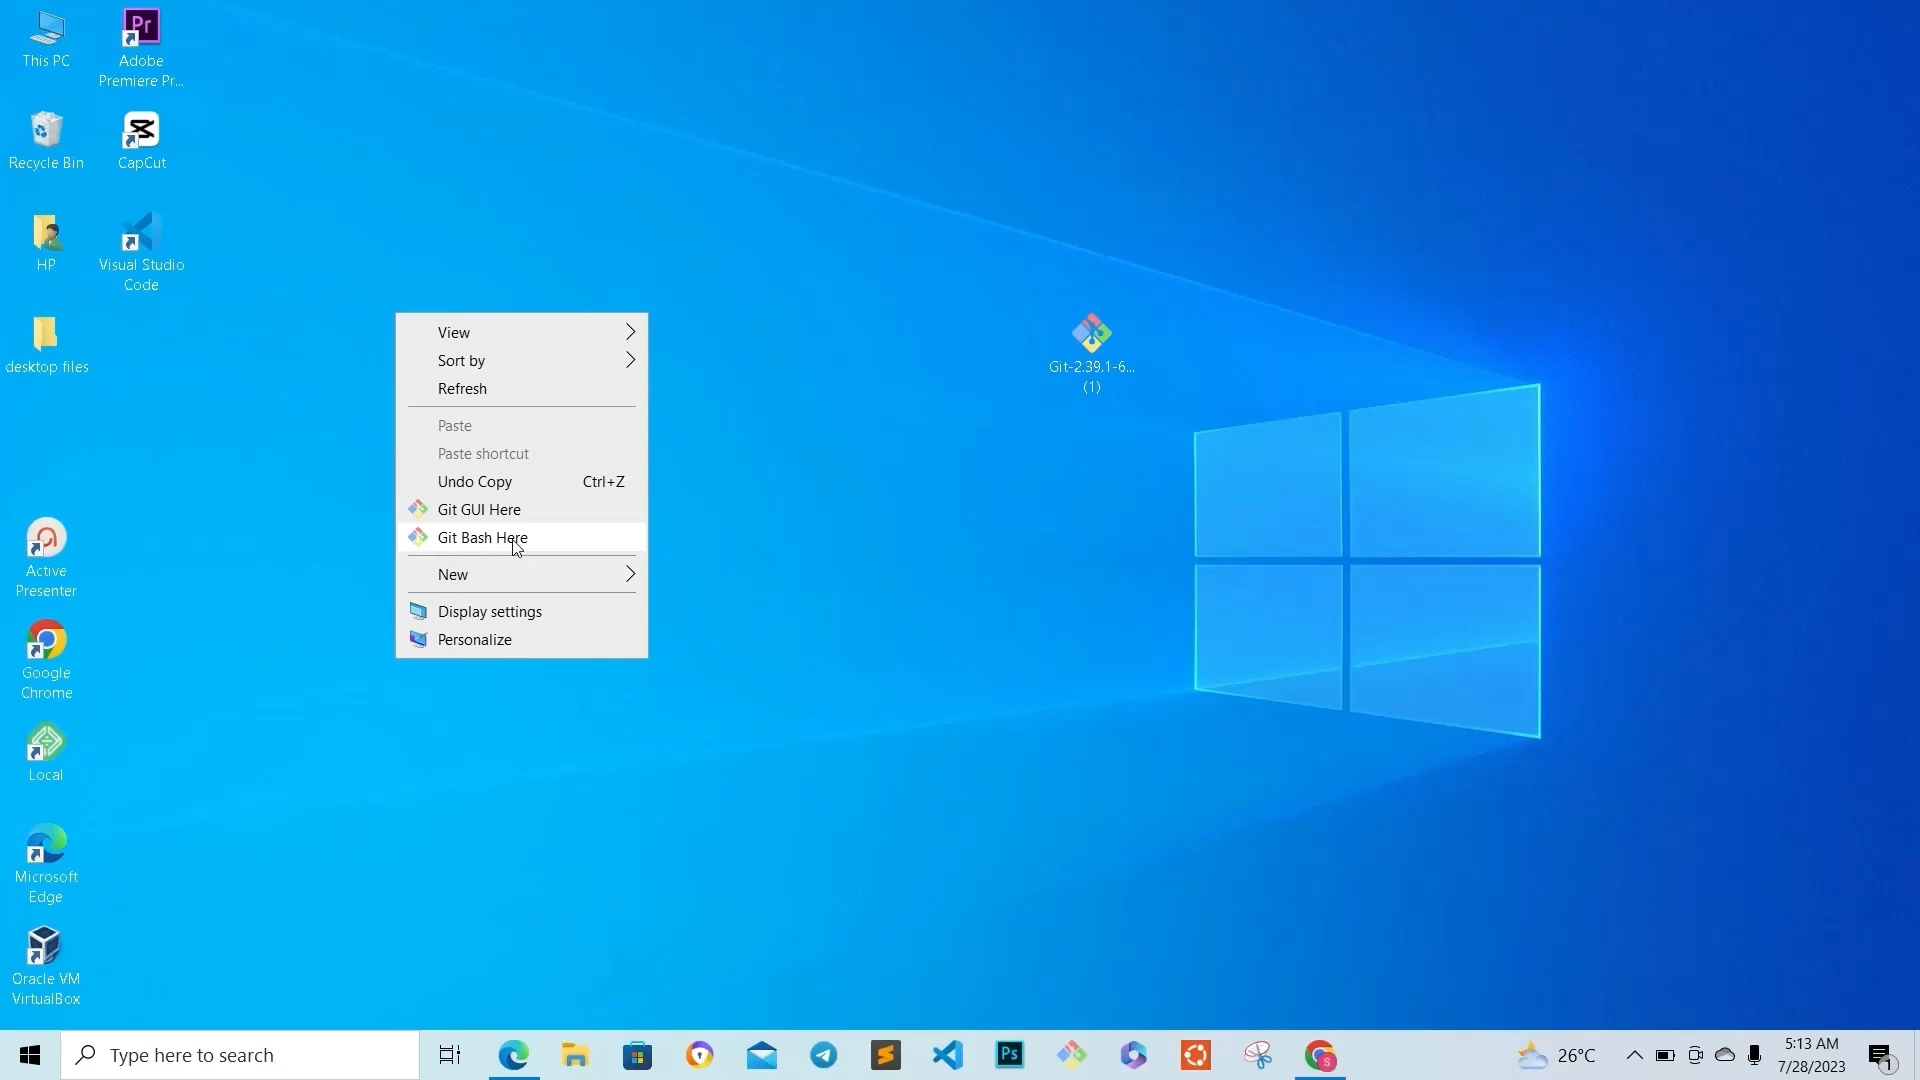 This PC
Adobe
Premiere Pr...
Pr
Recycle Bin
CapCut
HP
Visual Studio
Code
desktop files
Active
Presenter
Google
Chrome
Local
Microsoft
Edge
Oracle VM
VirtualBox
View
Sort by
Refresh
Paste
Paste shortcut
Undo Copy Ctrl+Z
Git GUI Here
Git Bash Here
New
Display settings
Personalize
Git-2.39.1-6...
(1)
Type here to search
Ps
S
26°C
5:13 AM
7/28/2023
1